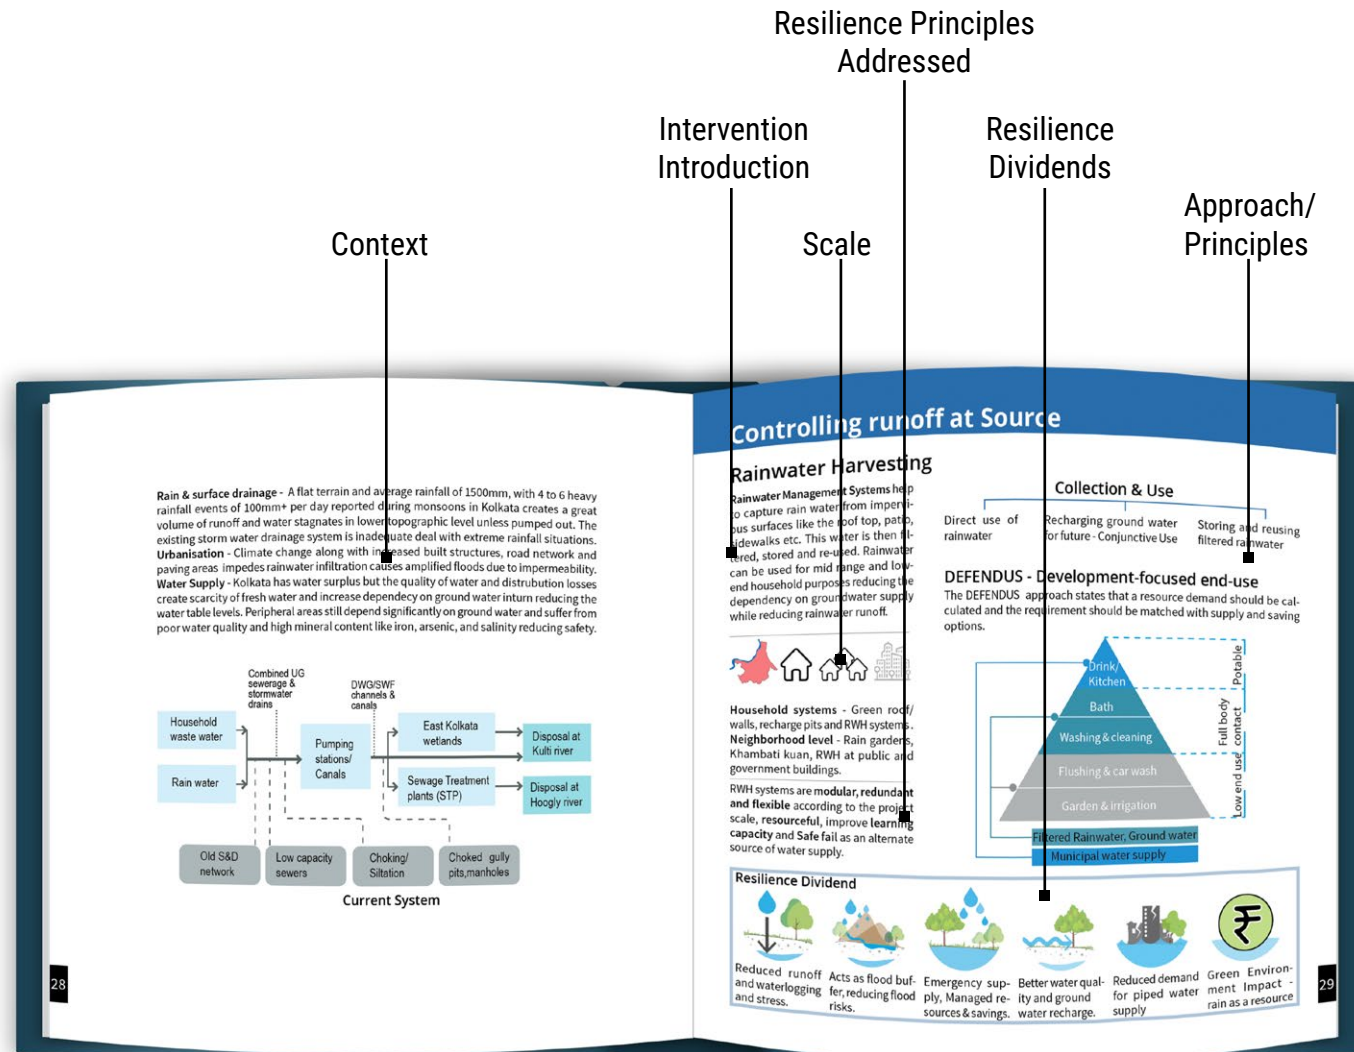 Resilience Principles
Addressed
Intervention
Introduction
Resilience
Dividends
Approach/
Principles
Context
Scale
Rain & surface drainage - A flat terrain and average rainfall of 1500mm, with 4 to 6 heavy
rainfall events of 100mm+ per day reported during monsoons in Kolkata creates a great
volume of runoff and water stagnates in lower topographic level unless pumped out. The
existing storm water drainage system is inadequate deal with extreme rainfall situations.
Urbanisation - Climate change along with increased built structures, road network and
paving areas impedes rainwater infiltration causes amplified floods due to impermeability.
Water Supply - Kolkata has water surplus but the quality of water and distrubution losses
create scarcity of fresh water and increase dependecy on ground water inturn reducing the
water table levels. Peripheral areas still depend significantly on ground water and suffer from
poor water quality and high mineral content like iron, arsenic, and salinity reducing safety.
Combined UG
sewerage &
stormwater
drains
DWG/SWF
channels &
canals
Household
waste water
Rain water
Pumping
stations/
Canals
East Kolkata
wetlands
Sewage Treatment
plants (STP)
Disposal at
Kulti river
Disposal at
Hoogly river
Old S&D
network
Low capacity
sewers
Choking/
Siltation
Choked gully
pits,manholes
Current System
28
Controlling runoff at Source
Rainwater Harvesting
Rainwater Management Systems help
to capture rain water from impervi-
ous surfaces like the roof top, patio,
sidewalks etc. This water is then fil-
tered, stored and re-used. Rainwater
can be used for mid range and low-
end household purposes reducing the
dependency on groundwater supply
while reducing rainwater runoff.
Household systems - Green roof/
walls, recharge pits and RWH systems.
Neighborhood level - Rain gardens,
Khambati kuan, RWH at public and
government buildings.
RWH systems are modular, redundant
and flexible according to the project
scale, resourceful, improve learning
capacity and Safe fail as an alternate
source of water supply.
Collection & Use
Direct use of
rainwater
Recharging ground water
for future - Conjunctive Use
Storing and reusing
filtered rainwater
DEFENDUS - Development-focused end-use
The DEFENDUS approach states that a resource demand should be cal-
culated and the requirement should be matched with supply and saving
options.
Drink/
Kitchen
Bath
Washing & cleaning
Flushing & car wash
Garden & irrigation
Filtered Rainwater, Ground water
Municipal water supply
Potable
Full body
contact
Low end use
Resilience Dividend
Reduced runoff
and waterlogging
and stress.
Acts as flood buf-
fer, reducing flood
risks.
Emergency sup-
ply, Managed re-
sources & savings.
Better water qual-
ity and ground
water recharge.
Reduced demand
for piped water
supply
Green Environ-
ment Impact -
rain as a resource
29